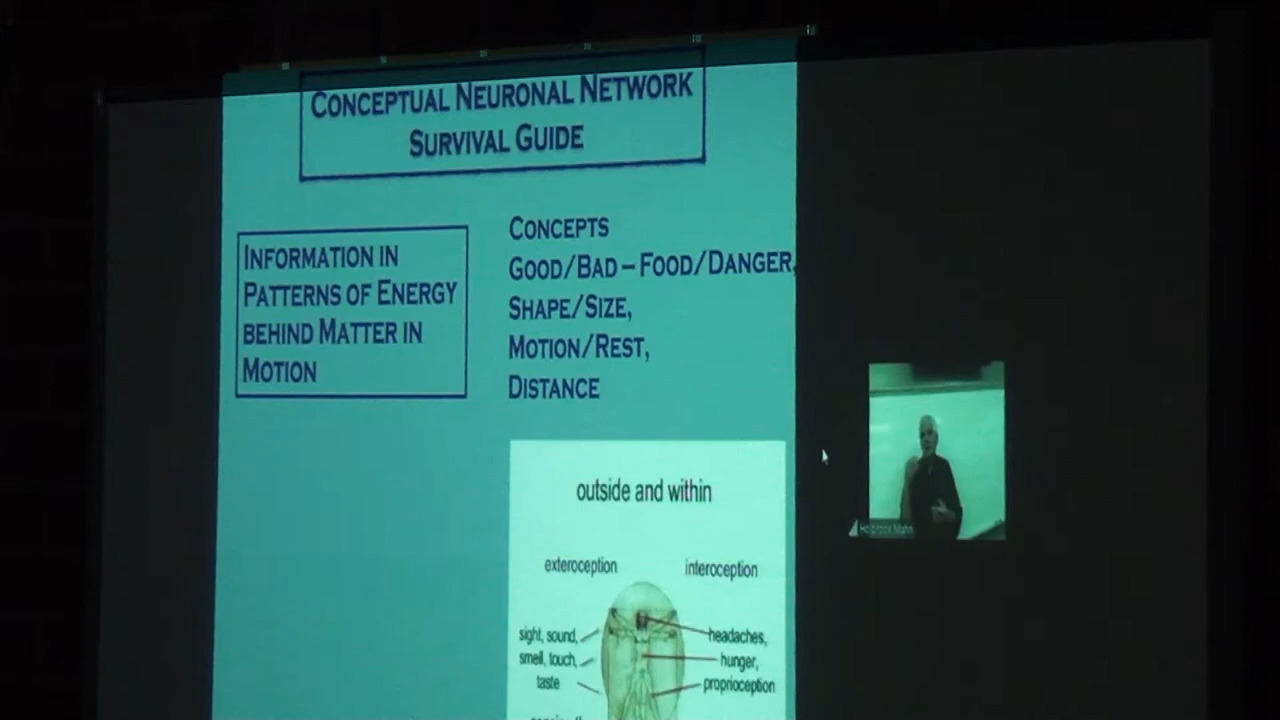 CONCEPTUAL NEURONAL NETWORK
SURVIVAL GUIDE
INFORMATION IN
PATTERNS OF ENERGY
BEHIND MATTER IN
MOTION
CONCEPTS
GOOD/BAD – FOOD/DANGER,
SHAPE/SIZE,
MOTION/REST,
DISTANCE
outside and within
exteroception
interoception
sight, sound,
smell, touch,
taste
headaches,
hunger,
proprioception